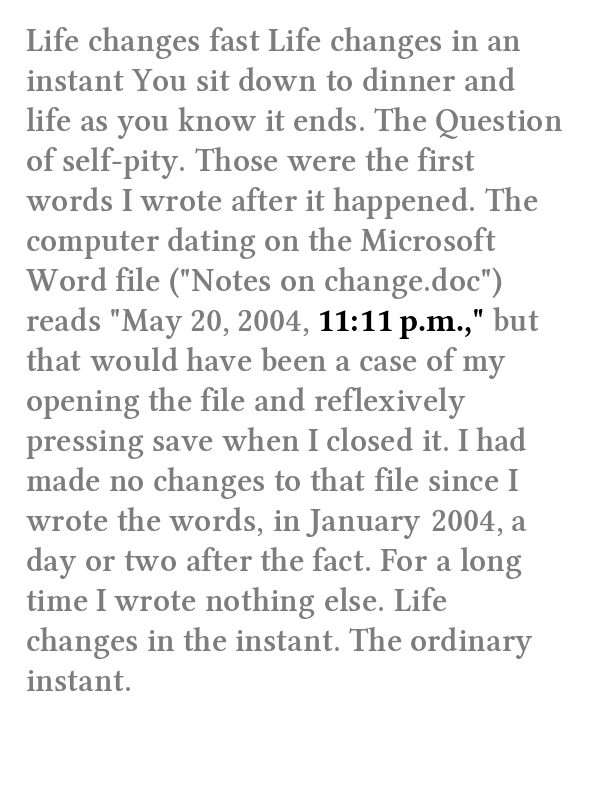 Life changes fast Life changes in an
instant You sit down to dinner and
life as you know it ends. The Question
of self-pity. Those were the first
words I wrote after it happened. The
computer dating on the Microsoft
Word file ("Notes on change.doc")
reads "May 20, 2004, 11:11 p.m.," but
that would have been a case of my
opening the file and reflexively
pressing save when I closed it. I had
made no changes to that file since I
wrote the words, in January 2004, a
day or two after the fact. For a long
time I wrote nothing else. Life
changes in the instant. The ordinary
instant.